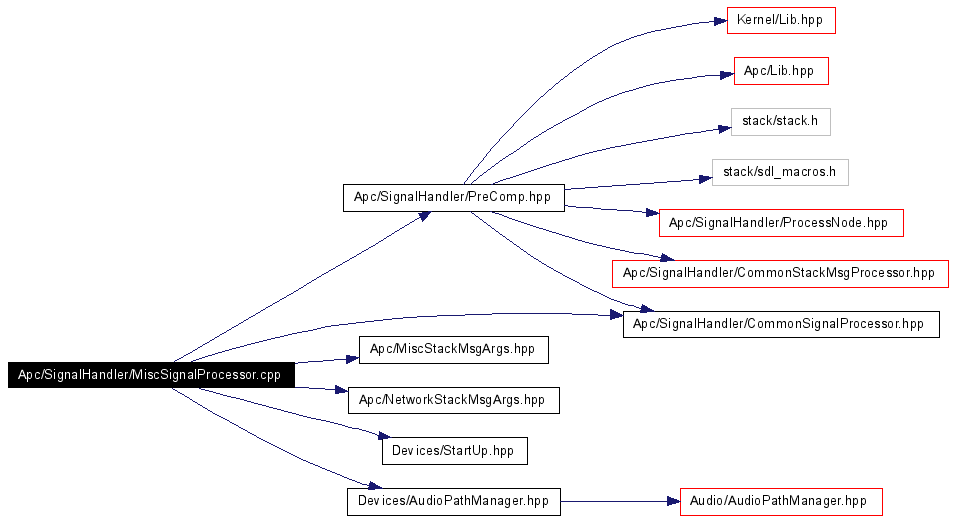 Kernel/Lib.hpp
Apc/Lib.hpp
stack/stack.h
stack/sdl_macros.h
Apc/SignalHandler/PreComp.hpp
Apc/SignalHandler/ProcessNode.hpp
Apc/SignalHandler/CommonStackMsgProcessor.hpp
Apc/SignalHandler/CommonSignalProcessor.hpp
Apc/MiscStackMsgArgs.hpp
Apc/SignalHandler/MiscSignalProcessor.cpp
Apc/NetworkStackMsgArgs.hpp
Devices/StartUp.hpp
Devices/AudioPathManager.hpp
Audio/AudioPathManager.hpp